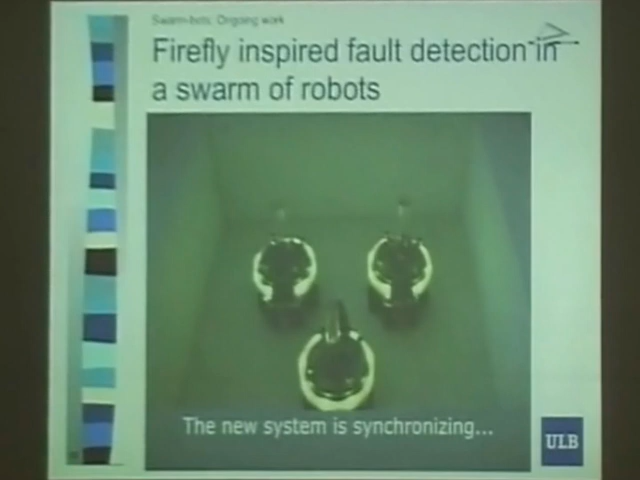 Swarm-bots: Ongoing work
Firefly inspired fault detection in
a swarm of robots
The new system is synchronizing...
ULB